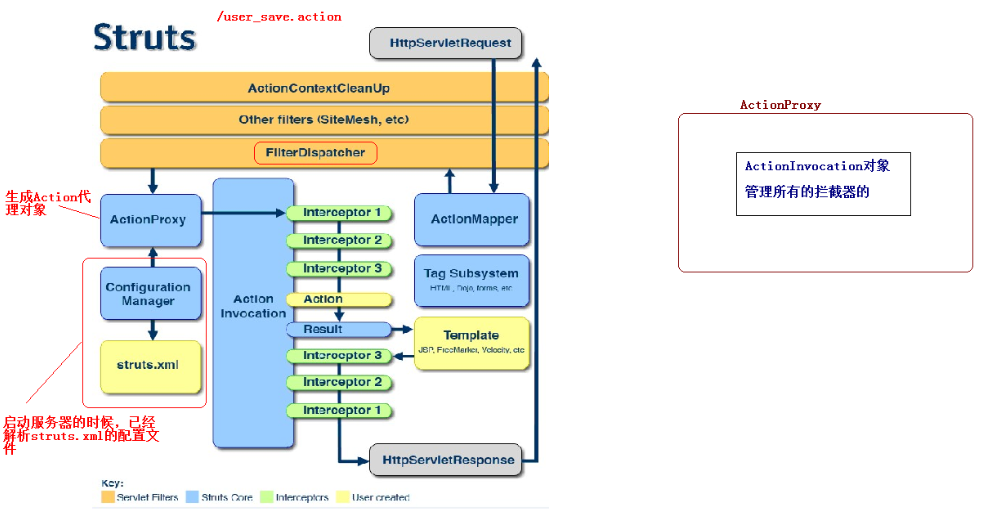 /user_save.action
Struts
HttpServletRequest
ActionContextCleanUp
Other filters (SiteMesh, etc)
FilterDispatcher
生成Action代
理对象
ActionProxy
Interceptor 1
Interceptor 2
Interceptor 3
Action
Result
Interceptor 3
Interceptor 2
Interceptor 1
Action
Invocation
ActionMapper
Tag Subsystem
HTML, Dojo, forms, etc
Template
JSP, FreeMarker, Velocity, etc
Configuration
Manager
struts.xml
启动服务器的时候，已经
解析struts.xml的配置文
件
HttpServletResponse
Key:
Servlet Filters
Struts Core
Interceptors
User created
ActionProxy
ActionInvocation对象
管理所有的拦截器的